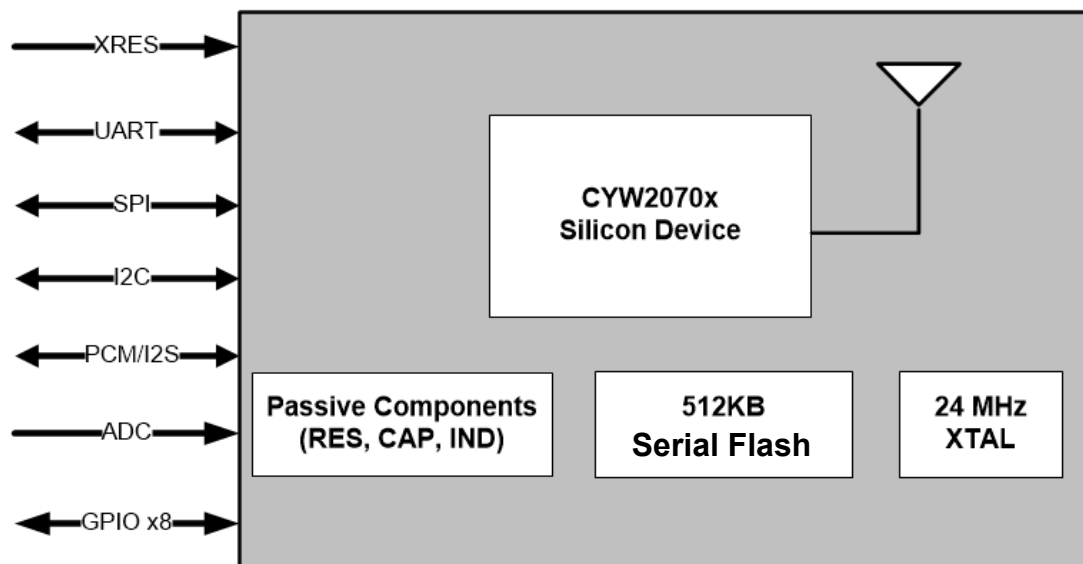 XRES
UART
SPI
I2C
PCM/I2S
ADC
GPIO x8
CYW2070x
Silicon Device
Passive Components
(RES, CAP, IND)
512KB
Serial Flash
24 MHz
XTAL